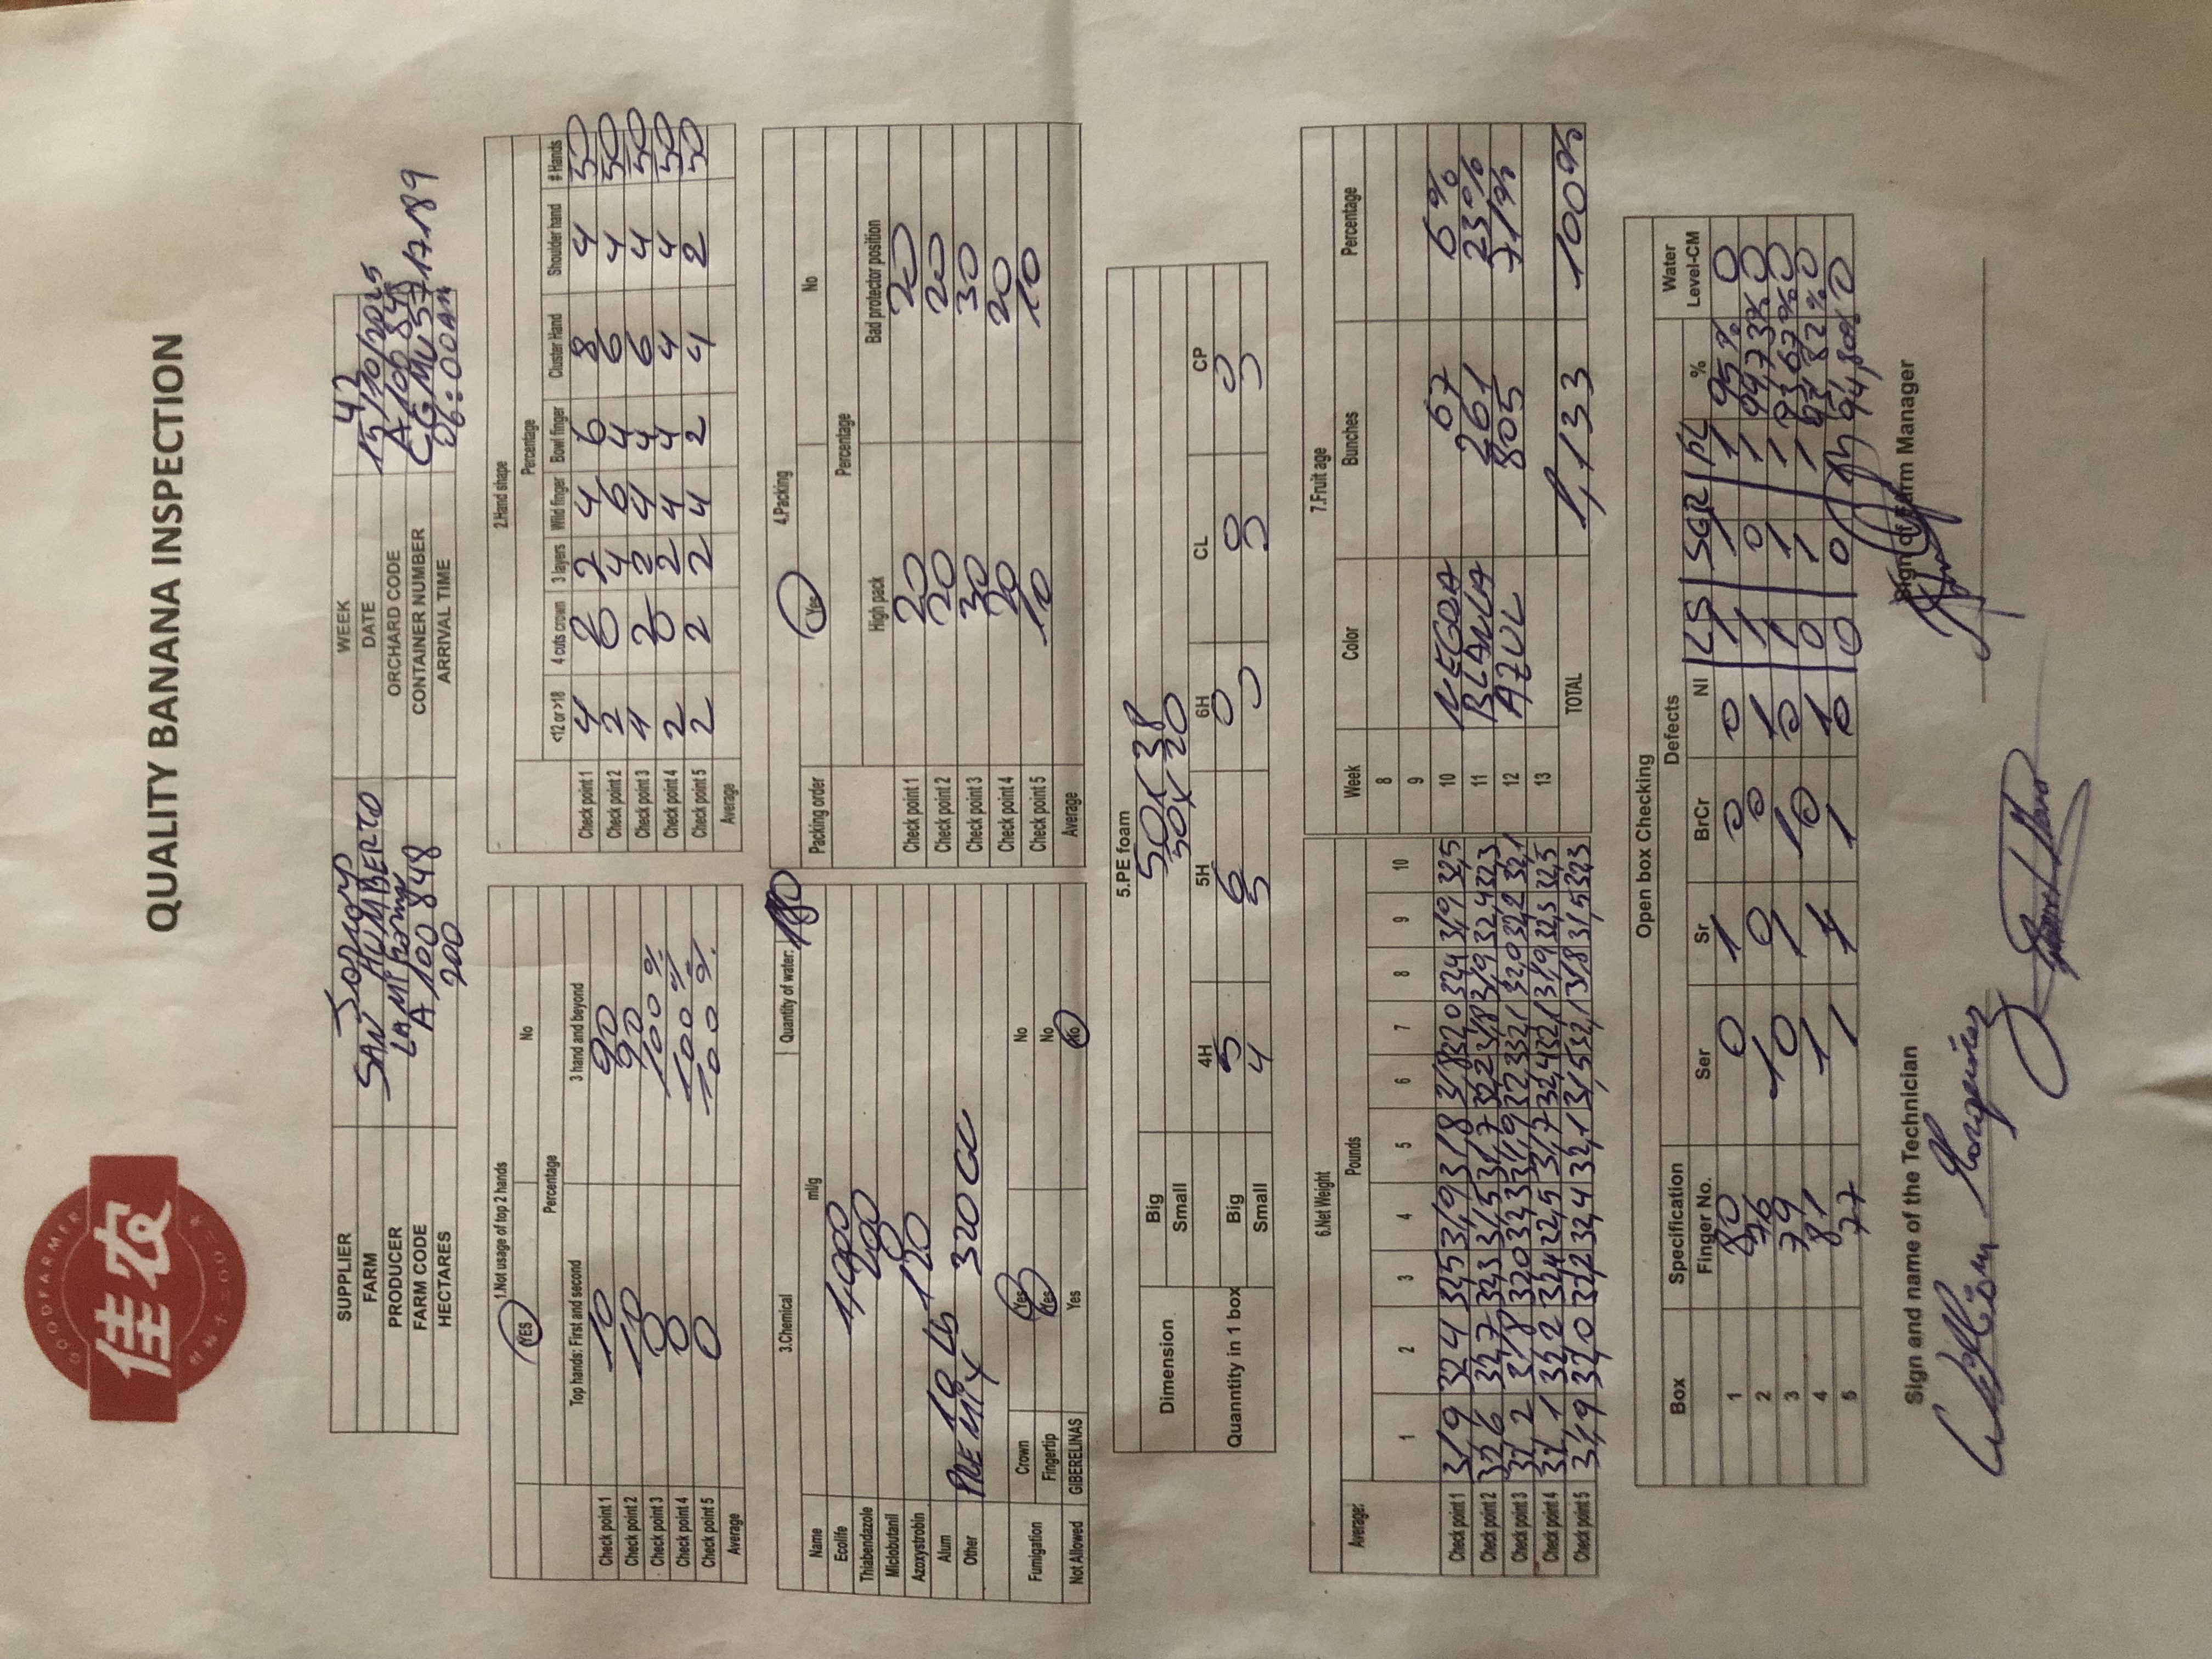 GOODFARMER
佳农
QUALITY BANANA INSPECTION
SUPPLIER Sorcorp WEEK 42
FARM SAN HUMBERTO DATE 15/10/2025
PRODUCER ORCHARD CODE A100848
FARM CODE A100848 CONTAINER NUMBER CGMU5717189
HECTARES 200 ARRIVAL TIME 06:00AM
1.Not usage of top 2 hands
YES No
Percentage
Top hands: First and second 3 hand and beyond
Check point 1 10 90
Check point 2 10 90
Check point 3 0 100%
Check point 4 0 100%
Check point 5 0 100%
Average
2.Hand shape
Percentage
<12 or >18 4 cuts crown 3 layers Wild finger Bowl finger Cluster Hand Shoulder hand # Hands
Check point 1 4 2 2 4 6 8 4 50
Check point 2 2 0 4 6 4 6 4 50
Check point 3 4 2 2 4 4 6 4 50
Check point 4 2 0 2 4 4 4 4 50
Check point 5 2 2 2 4 2 4 2 50
Average
3.Chemical Quantity of water: 180
Name ml/g
Ecolife 1,000
Thiabendazole 200
Miclobutanil 0
Azoxystrobin 120
Alum 10 Lb
Other PREMIX 320 CC
Fumigation Crown Yes No
Fingertip Yes No
Not Allowed GIBERELINAS Yes No
4.Packing
Packing order Yes No
Percentage
High pack Bad protector position
Check point 1 20 20
Check point 2 20 20
Check point 3 30 30
Check point 4 20 20
Check point 5 10 10
Average
5.PE foam
Dimension Big 50x38
Small 50x20
4H 5H 6H CL CP
Quanntity in 1 box Big 5 6 0 0 0
Small 4 5 0 0 0
6.Net Weight
Average: Pounds
1 2 3 4 5 6 7 8 9 10
Check point 1 31,9 32,4 32,5 31,9 31,8 31,8 32,0 32,4 31,9 32,5
Check point 2 32,6 32,7 32,3 31,5 31,7 32,2 31,8 31,9 32,4 32,3
Check point 3 32,2 31,8 32,0 32,3 31,9 32,3 32,1 32,0 32,2 32,1
Check point 4 32,1 32,2 32,4 32,5 31,7 32,4 32,1 31,9 32,3 32,5
Check point 5 31,9 32,0 32,2 32,4 32,1 31,5 32,1 31,8 31,5 32,3
7.Fruit age
Week Color Bunches Percentage
8
9
10 NEGRA 67 6%
11 BLANCA 261 23%
12 AZUL 805 71%
13
TOTAL 1,133 100%
Open box Checking
Box Specification Defects Water
Finger No. Ser Sr BrCr NI LS SGR PL % Level-CM
1 80 0 1 0 0 1 1 1 95% 0
2 76 1 0 0 1 1 0 1 94,73% 0
3 79 0 1 1 0 1 1 1 93,67% 0
4 81 1 1 0 1 0 1 1 93,82% 0
5 77 1 1 1 0 0 0 94,80% 0
Sign and name of the Technician Sign of Farm Manager
William